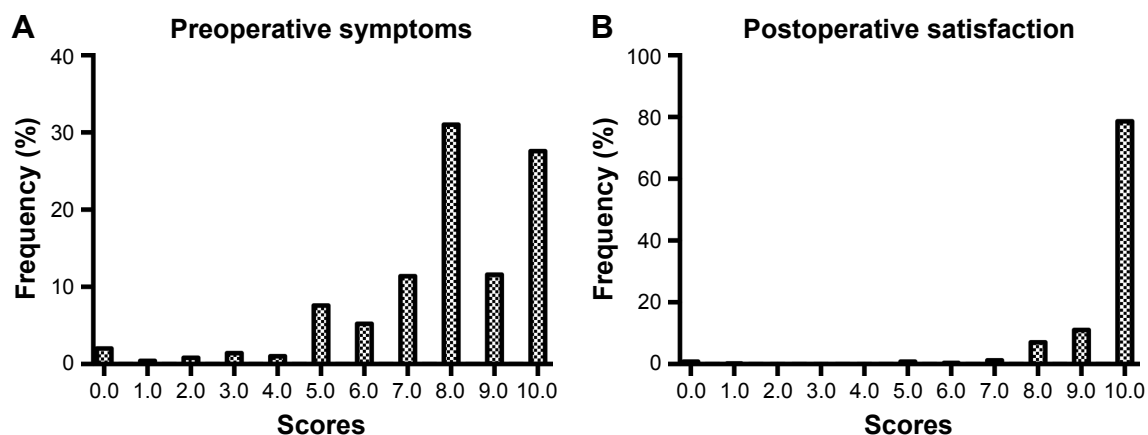 A
Preoperative symptoms
40
30
20
10
0
Frequency (%)
0.0 1.0 2.0 3.0 4.0 5.0 6.0 7.0 8.0 9.0 10.0
Scores
B
Postoperative satisfaction
100
80
60
40
20
0
Frequency (%)
0.0 1.0 2.0 3.0 4.0 5.0 6.0 7.0 8.0 9.0 10.0
Scores